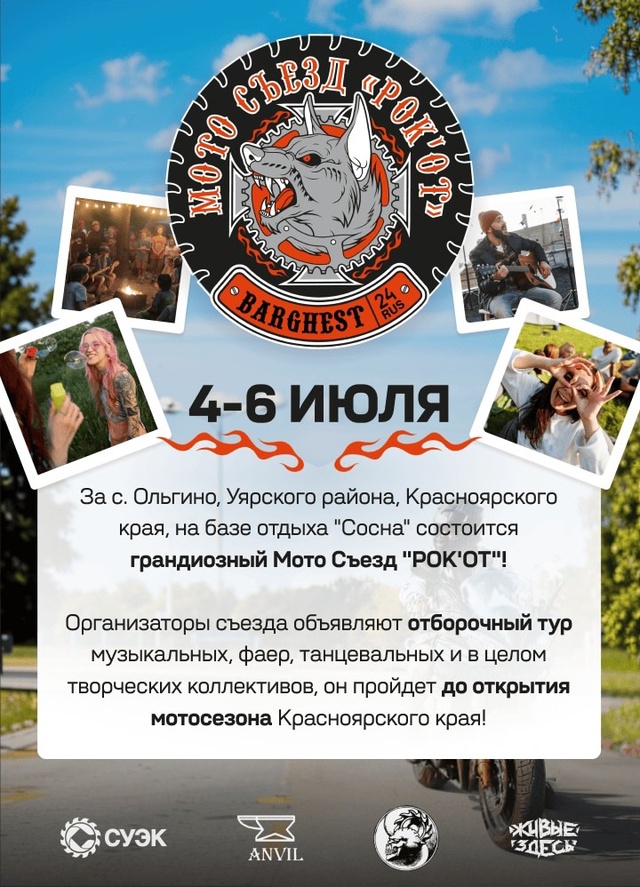 МОТО СЪЕЗД «РОК'ОТ»
BARGHEST
24
RUS
4-6 ИЮЛЯ
За с. Ольгино, Уярского района, Красноярского
края, на базе отдыха "Сосна" состоится
грандиозный Мото Съезд "РОК'ОТ"!
Организаторы съезда объявляют отборочный тур
музыкальных, фаер, танцевальных и в целом
творческих коллективов, он пройдет до открытия
мотосезона Красноярского края!
СУЭК
ANVIL
ЖИВЫЕ
ЗДЕСЬ